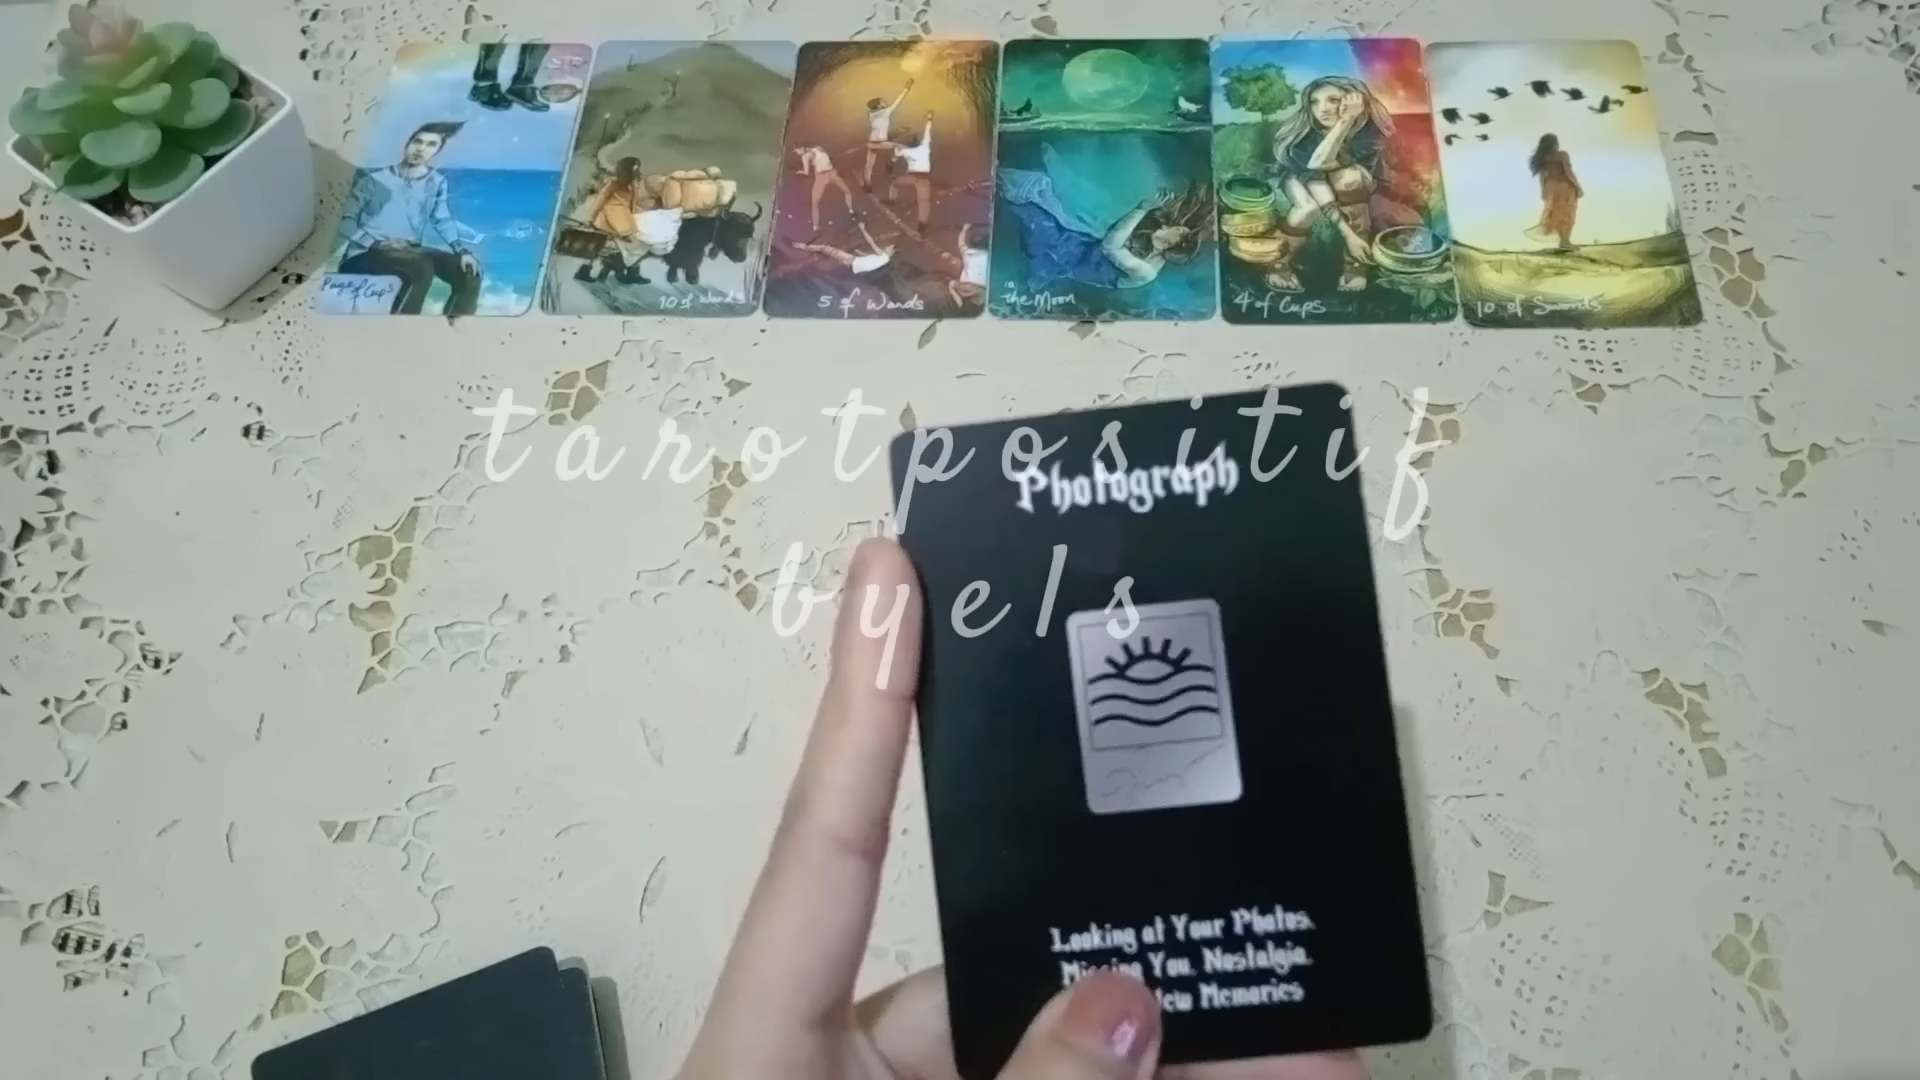 Page of Cups
10 of Wands
5 of Wands
18
the Moon
4 of Cups
10 of Swords
tarotpositif
byels
Photograph
Looking at Your Photos.
Missing You. Nostalgia.
New Memories